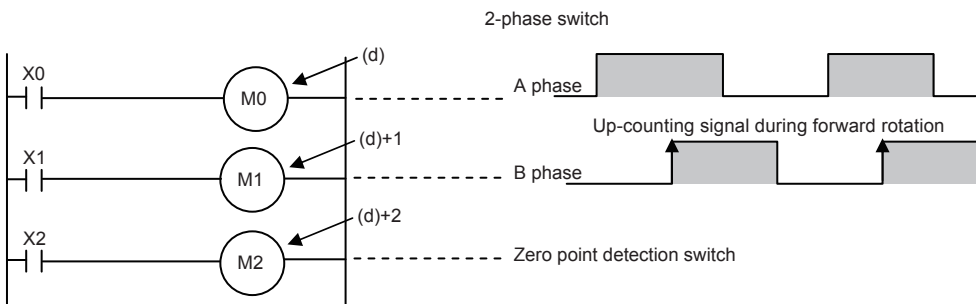 2-phase switch
X0
M0
(d)
A phase
Up-counting signal during forward rotation
X1
M1
(d)+1
B phase
X2
M2
(d)+2
Zero point detection switch